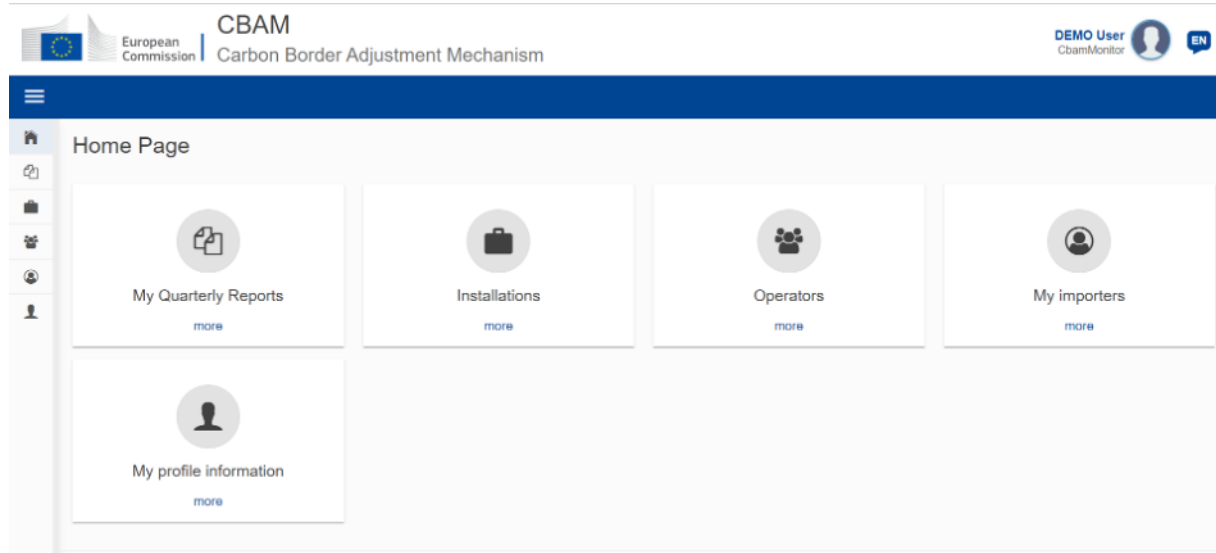 CBAM
European
Commission
Carbon Border Adjustment Mechanism
DEMO User
CbamMonitor
EN
Home Page
My Quarterly Reports
more
Installations
more
Operators
more
My importers
more
My profile information
more